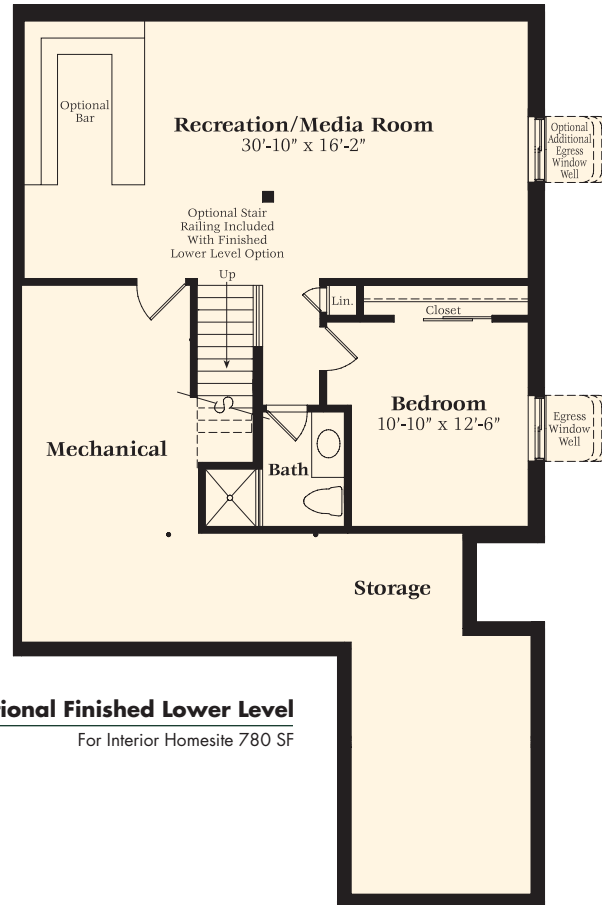 Optional
Bar
Recreation/Media Room
30'-10" x 16'-2"
Optional
Additional
Egress
Window
Well
Optional Stair
Railing Included
With Finished
Lower Level Option
Up
Lin.
Closet
Bedroom
10'-10" x 12'-6"
Egress
Window
Well
Mechanical
Bath
Storage
tional Finished Lower Level
For Interior Homesite 780 SF